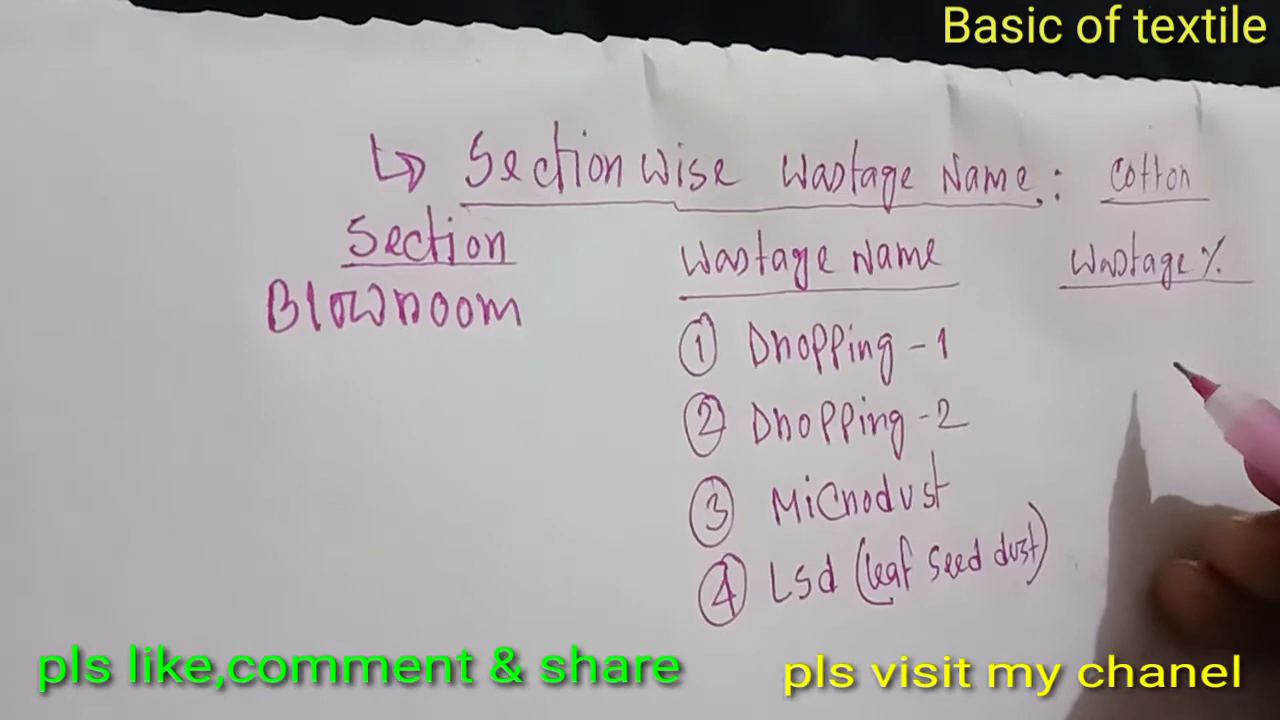 Basic of textile
↳ Section Wise Wastage Name: Cotton
Section Wastage Name Wastage %
Blowroom
① Dropping - 1
② Dropping - 2
③ Microdust
④ Lsd (leaf seed dust)
pls like,comment & share
pls visit my chanel